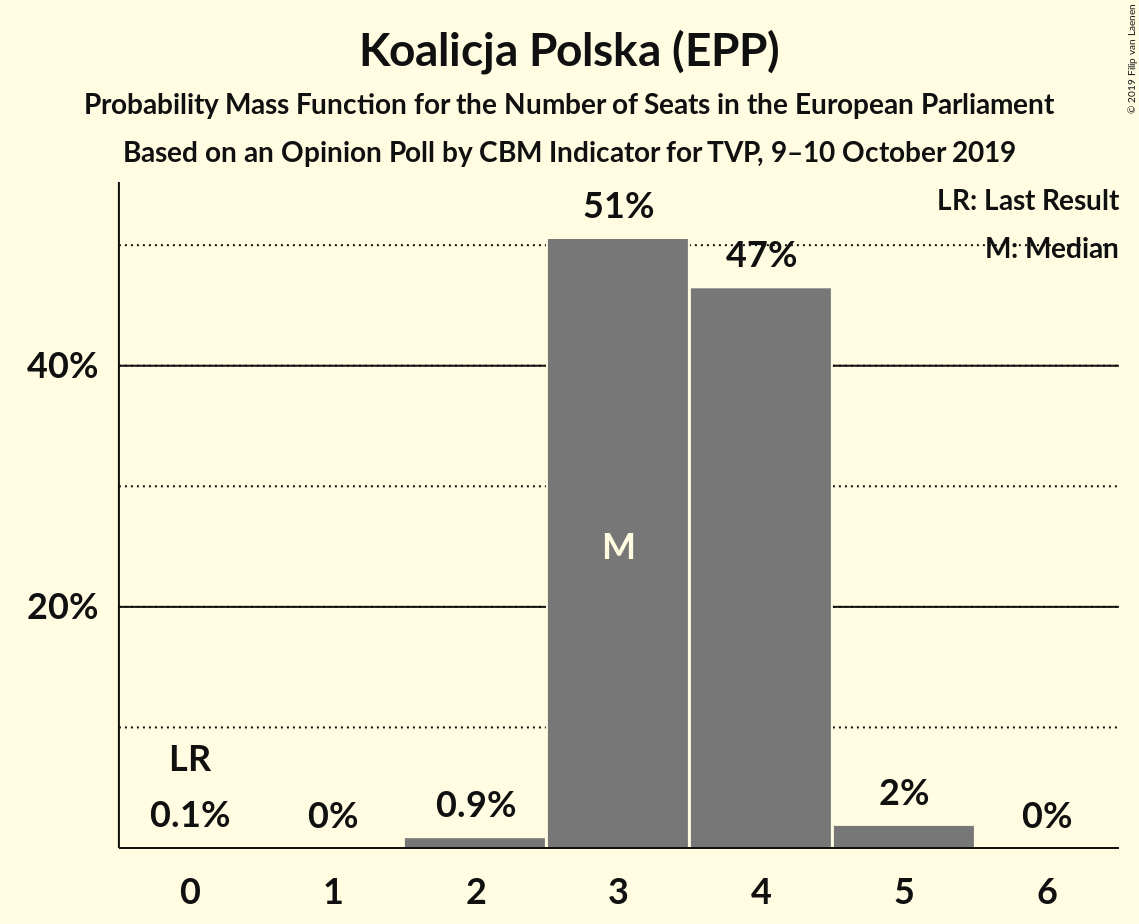 Koalicja Polska (EPP)
Probability Mass Function for the Number of Seats in the European Parliament
Based on an Opinion Poll by CBM Indicator for TVP, 9–10 October 2019
© 2019 Filip van Laenen
LR: Last Result
M: Median
51%
47%
40%
M
20%
LR
0.1%
0%
0.9%
2%
0%
0 1 2 3 4 5 6